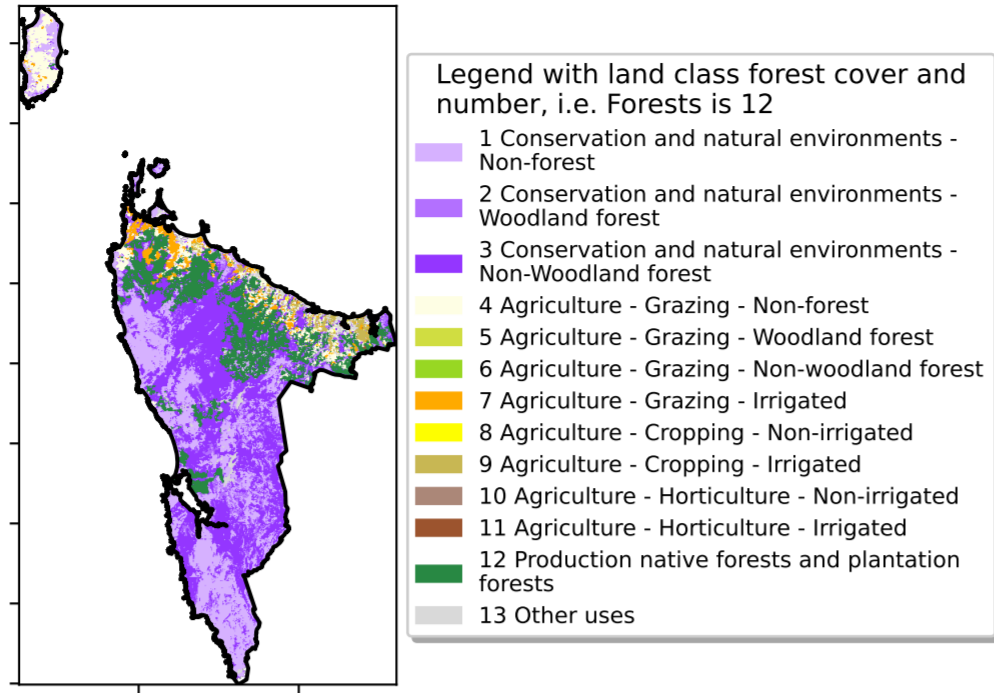 Legend with land class forest cover and
number, i.e. Forests is 12
1 Conservation and natural environments -
Non-forest
2 Conservation and natural environments -
Woodland forest
3 Conservation and natural environments -
Non-Woodland forest
4 Agriculture - Grazing - Non-forest
5 Agriculture - Grazing - Woodland forest
6 Agriculture - Grazing - Non-woodland forest
7 Agriculture - Grazing - Irrigated
8 Agriculture - Cropping - Non-irrigated
9 Agriculture - Cropping - Irrigated
10 Agriculture - Horticulture - Non-irrigated
11 Agriculture - Horticulture - Irrigated
12 Production native forests and plantation
forests
13 Other uses